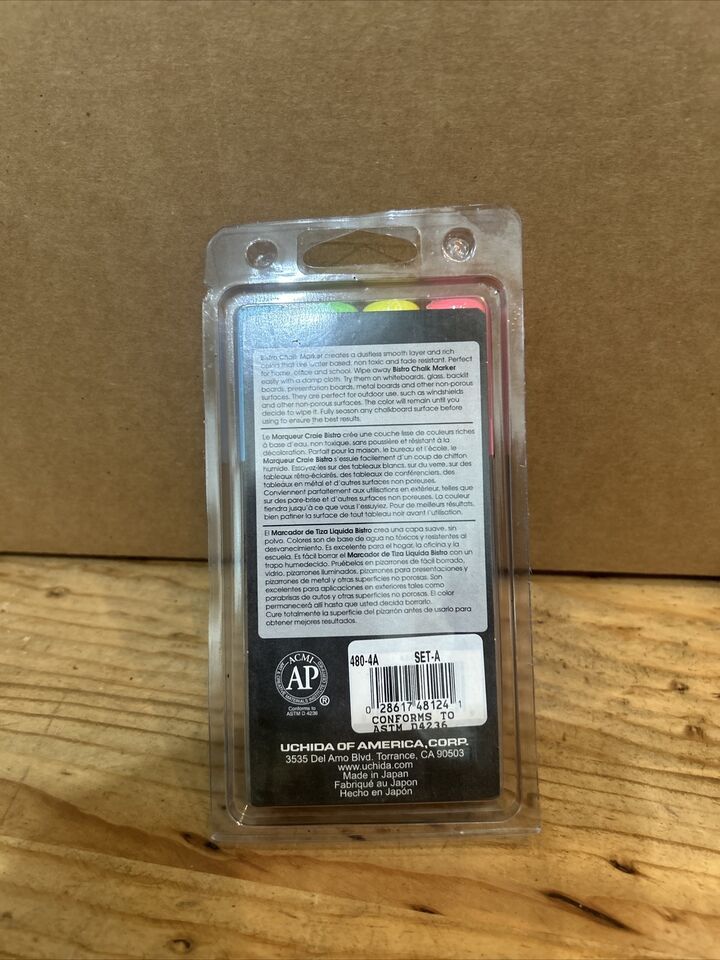 Bistro Chalk Marker creates a dustless smooth layer and rich
colors that are water based, non toxic and fade resistant. Perfect
for home, office and school. Wipe away Bistro Chalk Marker
easily with a damp cloth. Try them on whiteboards, glass, backlit
boards, presentation boards, metal boards and other non-porous
surfaces. They are perfect for outdoor use, such as windshields
and other non-porous surfaces. The color will remain until you
decide to wipe it. Fully season any chalkboard surface before
using to ensure the best results.
Le Marqueur Craie Bistro crée une couche lisse de couleurs riches
à base d'eau, non toxique, sans poussière et résistant à la
décoloration. Parfait pour la maison, le bureau et l'école. le
Marqueur Craie Bistro s'essuie facilement d'un coup de chiffon
humide. Essayez-les sur des tableaux blancs, sur du verre, sur des
tableaux rétro-éclairés, des tableaux de conférenciers, des
tableaux en métal et d'autres surfaces non poreuses.
Conviennent parfaitement aux utilisations en extérieur, telles que
sur des pare-brise et d'autres surfaces non poreuses. La couleur
tiendra jusqu'à ce que vous l'essuyiez. Pour de meilleurs résultats,
bien patiner la surface de tout tableau noir avant l'utilisation.
El Marcador de Tiza Liquida Bistro crea una capa suave, sin
polvo. Colores son de base de agua no tóxicos y resistentes al
desvanecimiento. Es excelente para el hogar, la oficina y la
escuela. Es fácil borrar el Marcador de Tiza Liquida Bistro con un
trapo humedecido. Pruébelos en pizarrones de fácil borrado,
vidrio, pizarrones iluminados, pizarrones para presentaciones y
pizarrones de metal y otras superficies no porosas. Son
excelentes para aplicaciones en exteriores tales como
parabrisas de autos y otras superficies no porosas. El color
permanecerá allí hasta que usted decida borrarlo.
Cure totalmente la superficie del pizarrón antes de usario para
obtener mejores resultados.
ACMI
AP
ART & CREATIVE MATERIALS INSTITUTE CERTIFIED
®
Conforms to
ASTM D 4236
480-4A SET-A
0 28617 48124 1
CONFORMS TO
ASTM D4236
UCHIDA OF AMERICA, CORP.
3535 Del Amo Blvd. Torrance, CA 90503
www.uchida.com
Made in Japan
Fabriqué au Japon
Hecho en Japón